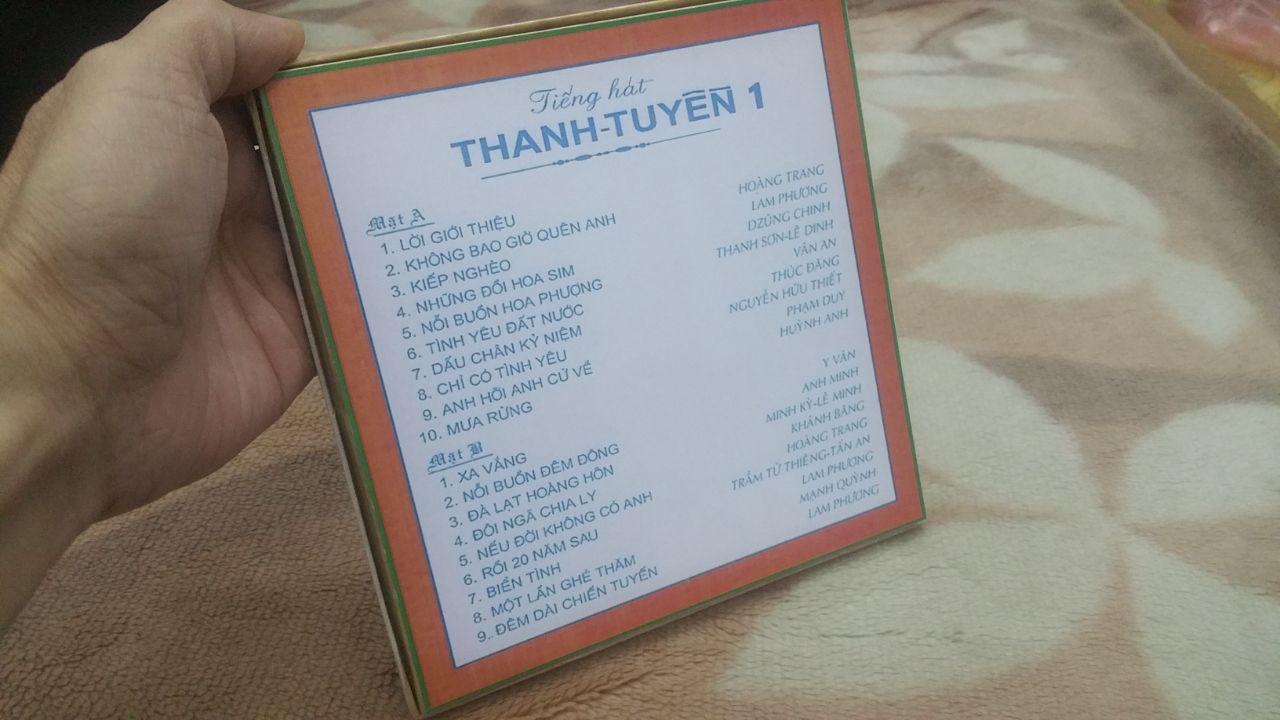 Tiếng hát
THANH-TUYỀN 1
Mặt A
1. LỜI GIỚI THIỆU
2. KHÔNG BAO GIỜ QUÊN ANH HOÀNG TRANG
3. KIẾP NGHÈO LAM PHƯƠNG
4. NHỮNG ĐỒI HOA SIM DZŨNG CHINH
5. NỖI BUỒN HOA PHƯỢNG THANH SƠN-LÊ DINH
6. TÌNH YÊU ĐẤT NƯỚC VÂN AN
7. DẤU CHÂN KỶ NIỆM THÚC ĐĂNG
8. CHỈ CÓ TÌNH YÊU NGUYỄN HỮU THIẾT
9. ANH HỠI ANH CỨ VỀ PHẠM DUY
10. MƯA RỪNG HUỲNH ANH
Mặt B
1. XA VẮNG Y VÂN
2. NỖI BUỒN ĐÊM ĐÔNG ANH MINH
3. ĐÀ LẠT HOÀNG HÔN MINH KỲ-LÊ MINH
4. ĐÔI NGÃ CHIA LY KHÁNH BĂNG
5. NẾU ĐỜI KHÔNG CÓ ANH HOÀNG TRANG
6. RỒI 20 NĂM SAU TRẦM TỬ THIÊNG-TẤN AN
7. BIỂN TÌNH LAM PHƯƠNG
8. MỘT LẦN GHÉ THĂM MẠNH QUỲNH
9. ĐÊM DÀI CHIẾN TUYẾN LAM PHƯƠNG